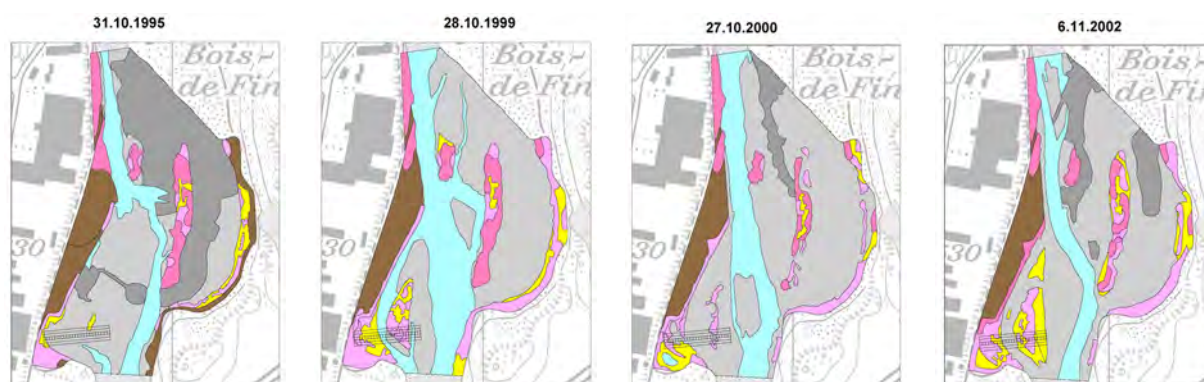 31.10.1995
28.10.1999
27.10.2000
6.11.2002
Bois-
de Fin
Bois-
de Fin
Bois-
de Fin
Bois-
de Fin
30
30
30
30